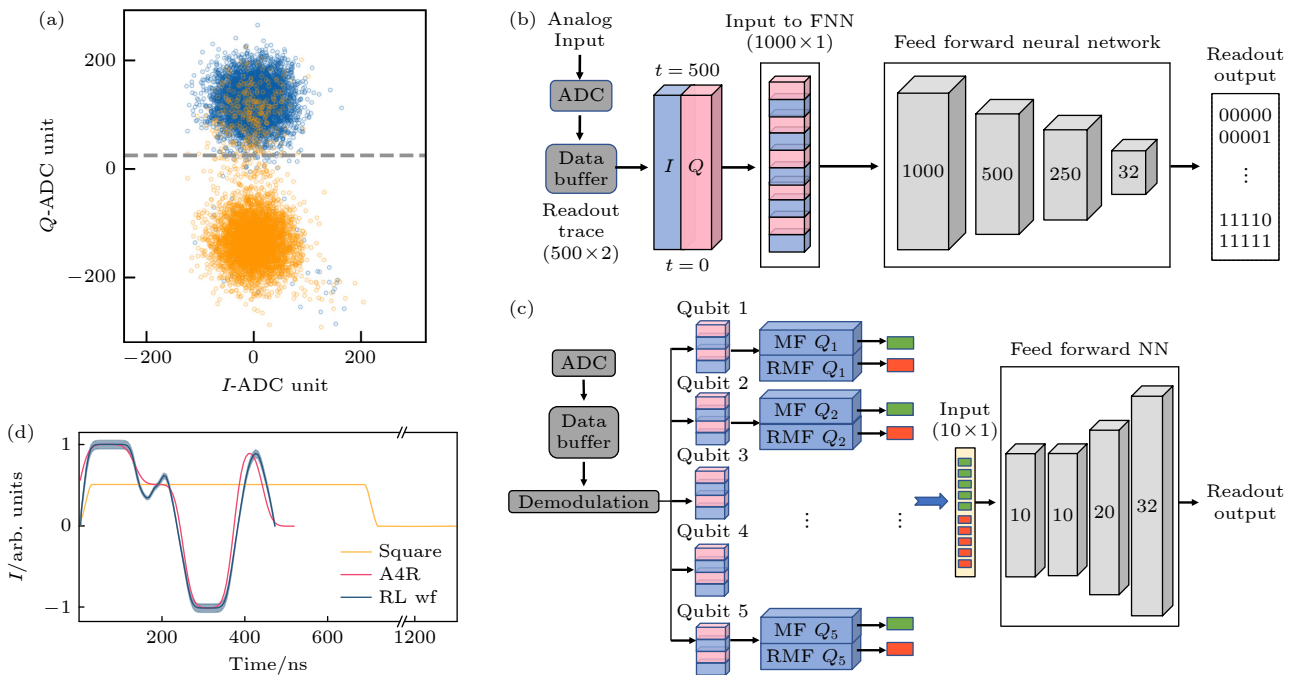 (a)
Q-ADC unit
200
0
−200
−200
0
200
I-ADC unit
(b)
Analog
Input
ADC
Data
buffer
Readout
trace
(500×2)
t = 500
I
Q
t = 0
Input to FNN
(1000×1)
Feed forward neural network
1000
500
250
32
Readout
output
00000
00001
⋮
11110
11111
(c)
ADC
Data
buffer
Demodulation
Qubit 1
MF Q1
RMF Q1
Qubit 2
MF Q2
RMF Q2
Qubit 3
Qubit 4
⋮
⋮
Qubit 5
MF Q5
RMF Q5
Input
(10×1)
Feed forward NN
10
10
20
32
Readout
output
(d)
I/arb. units
1
0
−1
Square
A4R
RL wf
200
400
600
1200
Time/ns